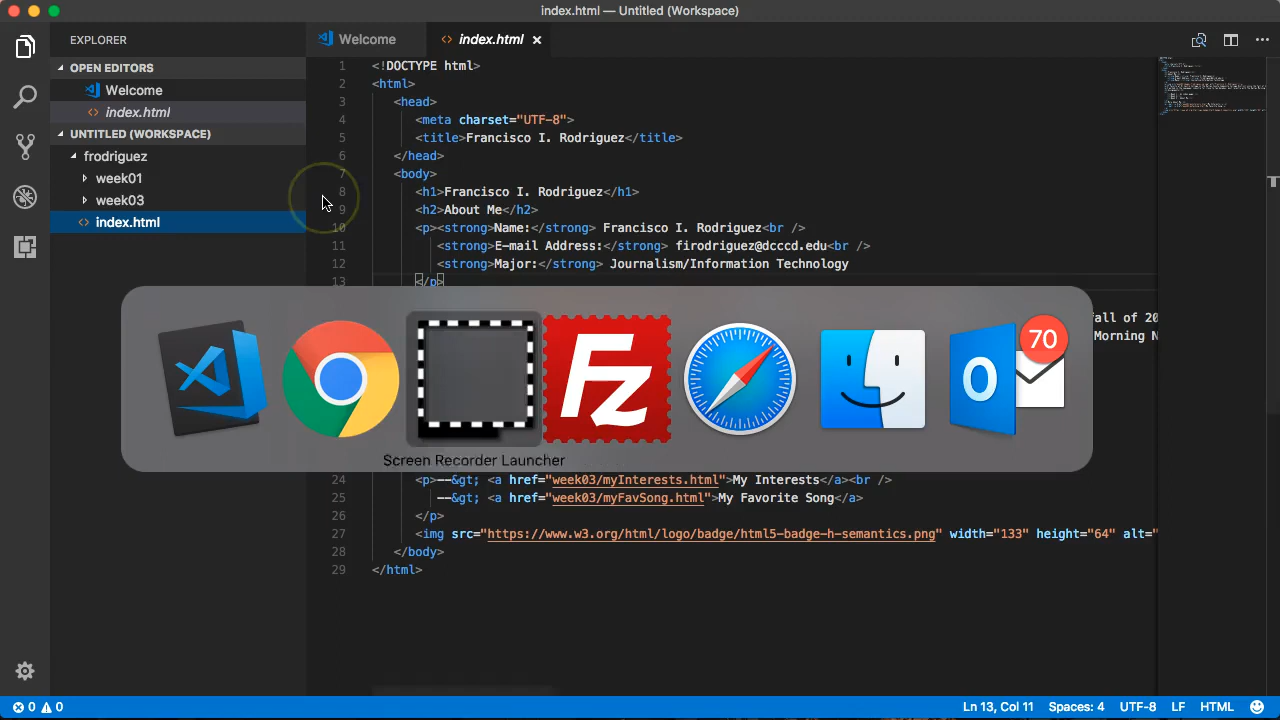 index.html — Untitled (Workspace)
EXPLORER
OPEN EDITORS
Welcome
index.html
UNTITLED (WORKSPACE)
frodriguez
week01
week03
<> index.html
Welcome
<> index.html ×
1 <!DOCTYPE html>
2 <html>
3 <head>
4 <meta charset="UTF-8">
5 <title>Francisco I. Rodriguez</title>
6 </head>
7 <body>
8 <h1>Francisco I. Rodriguez</h1>
9 <h2>About Me</h2>
10 <p><strong>Name:</strong> Francisco I. Rodriguez<br />
11 <strong>E-mail Address:</strong> firodriguez@dcccd.edu<br />
12 <strong>Major:</strong> Journalism/Information Technology
13 </p>
fall of 20
Morning N
Fz
O
70
Screen Recorder Launcher
24 <p>--&gt; <a href="week03/myInterests.html">My Interests</a><br />
25 --&gt; <a href="week03/myFavSong.html">My Favorite Song</a>
26 </p>
27 <img src="https://www.w3.org/html/logo/badge/html5-badge-h-semantics.png" width="133" height="64" alt="
28 </body>
29 </html>
0 0
Ln 13, Col 11 Spaces: 4 UTF-8 LF HTML